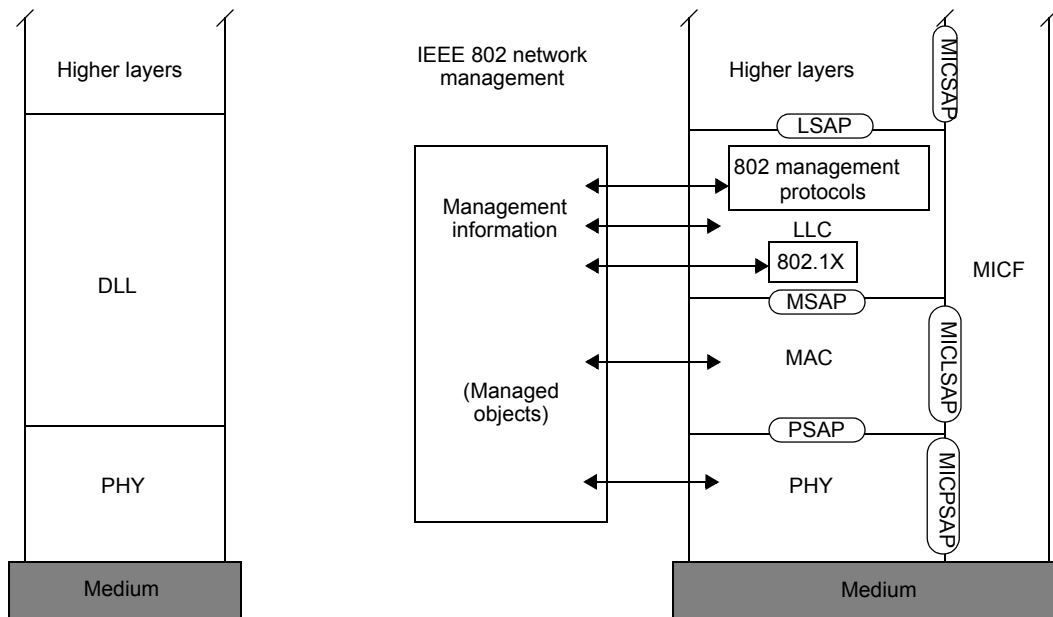 Higher layers
DLL
PHY
Medium
IEEE 802 network
management
Management
information
(Managed
objects)
Higher layers
MICSAP
LSAP
802 management
protocols
LLC
802.1X
MICF
MSAP
MICLSAP
MAC
PSAP
MICPSAP
PHY
Medium